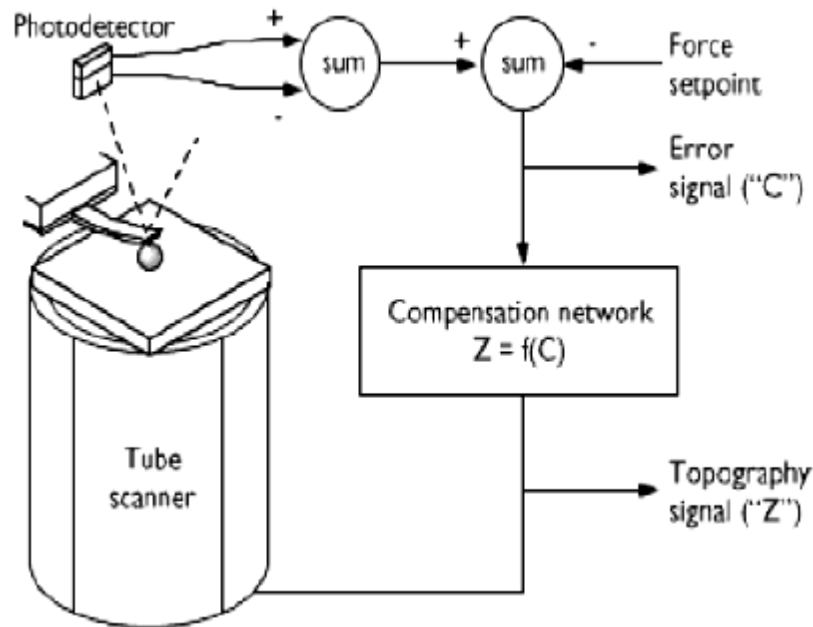 Photodetector
+
-
sum
+
sum
-
Force
setpoint
Error
signal ("C")
Compensation network
Z = f(C)
Tube
scanner
Topography
signal ("Z")